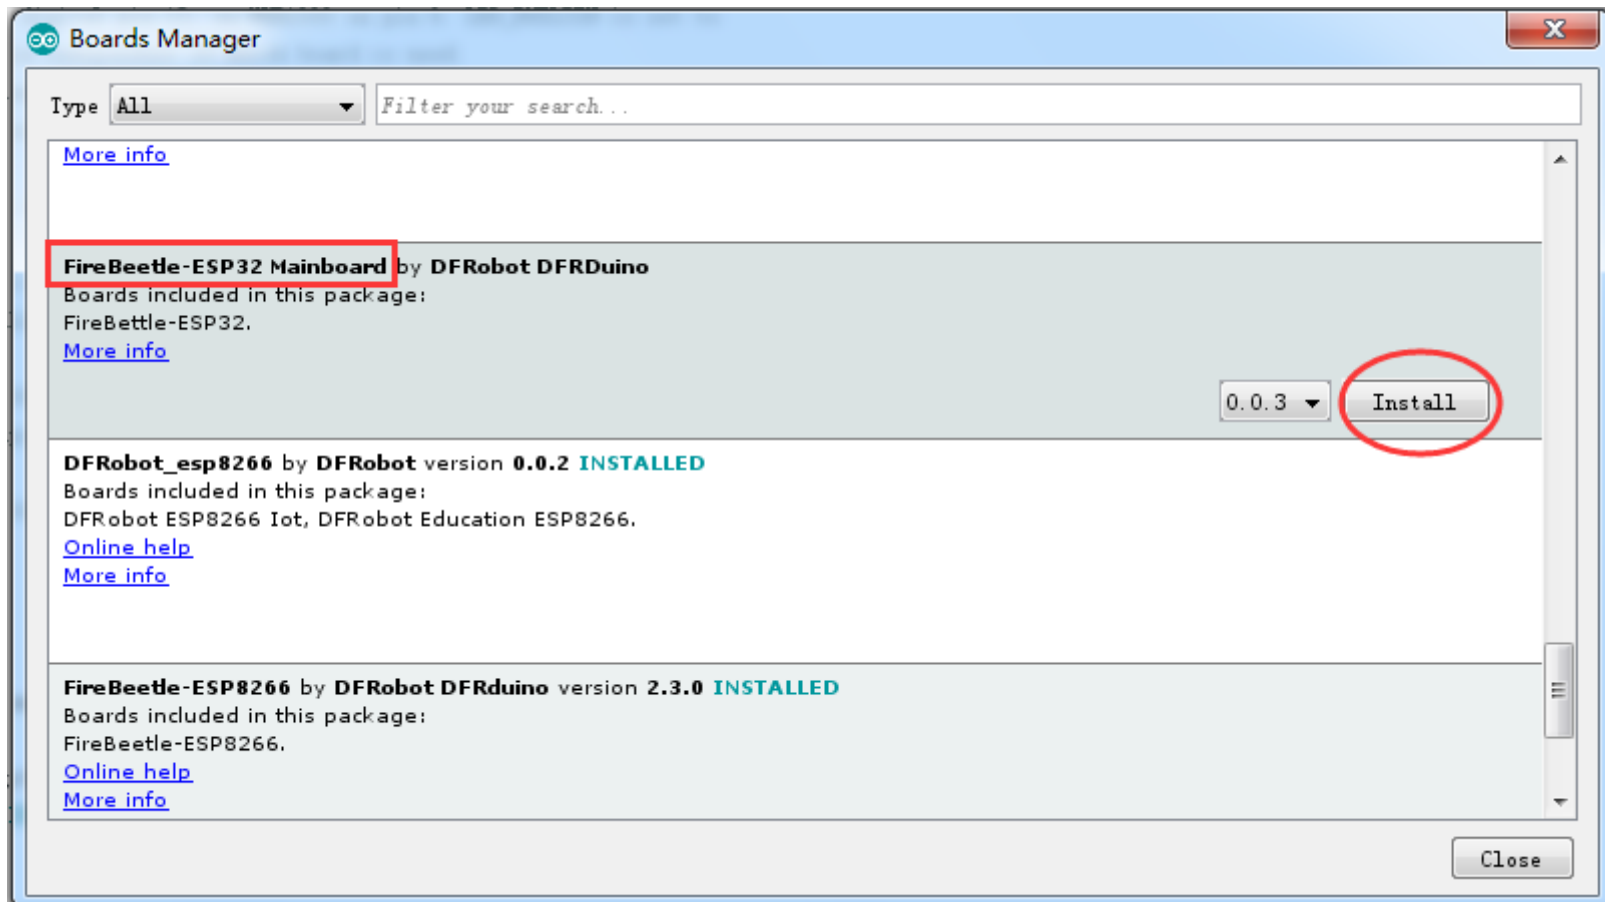 Boards Manager
Type All Filter your search...
More info
FireBeetle-ESP32 Mainboard by DFRobot DFRDuino
Boards included in this package:
FireBettle-ESP32.
More info
0.0.3 Install
DFRobot_esp8266 by DFRobot version 0.0.2 INSTALLED
Boards included in this package:
DFRobot ESP8266 Iot, DFRobot Education ESP8266.
Online help
More info
FireBeetle-ESP8266 by DFRobot DFRduino version 2.3.0 INSTALLED
Boards included in this package:
FireBeetle-ESP8266.
Online help
More info
Close